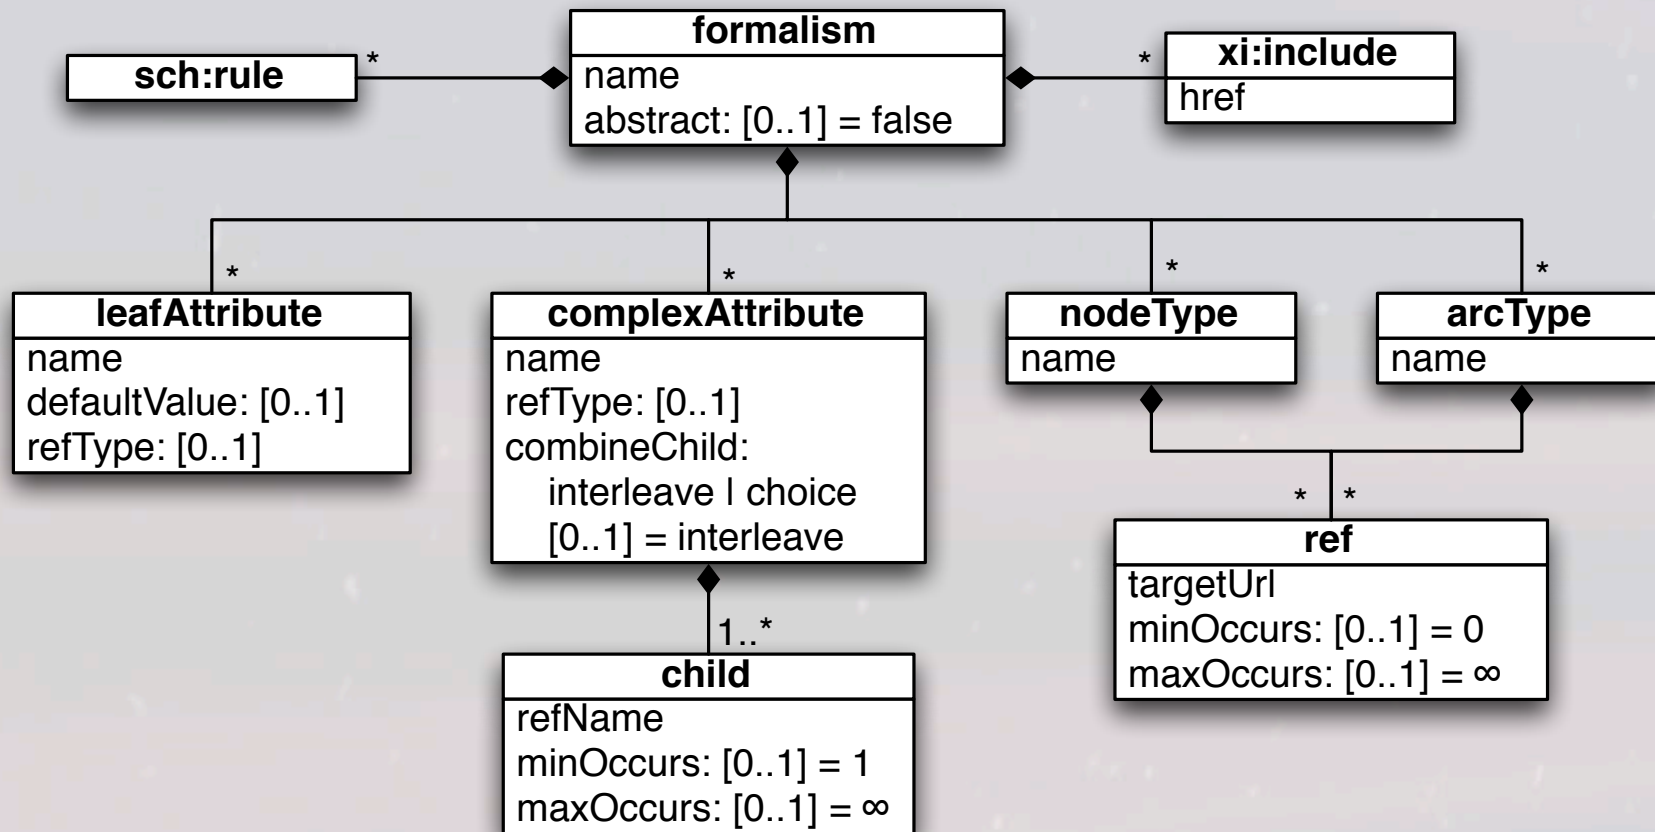 formalism
name
abstract: [0..1] = false
sch:rule
*
*
xi:include
href
*
*
*
*
leafAttribute
name
defaultValue: [0..1]
refType: [0..1]
complexAttribute
name
refType: [0..1]
combineChild:
interleave | choice
[0..1] = interleave
nodeType
name
arcType
name
1..*
child
refName
minOccurs: [0..1] = 1
maxOccurs: [0..1] = ∞
* *
ref
targetUrl
minOccurs: [0..1] = 0
maxOccurs: [0..1] = ∞